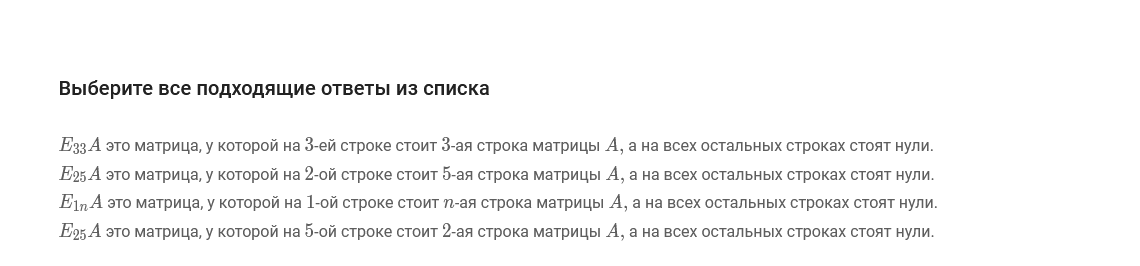 Выберите все подходящие ответы из списка
E₃₃A это матрица, у которой на 3-ей строке стоит 3-ая строка матрицы A, а на всех остальных строках стоят нули.
E₂₅A это матрица, у которой на 2-ой строке стоит 5-ая строка матрицы A, а на всех остальных строках стоят нули.
E₁ₙA это матрица, у которой на 1-ой строке стоит n-ая строка матрицы A, а на всех остальных строках стоят нули.
E₂₅A это матрица, у которой на 5-ой строке стоит 2-ая строка матрицы A, а на всех остальных строках стоят нули.